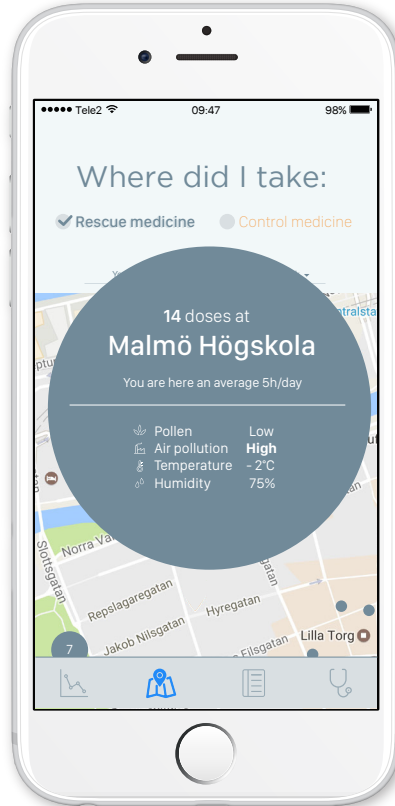 Tele2 09:47 98%
Where did I take:
Rescue medicine Control medicine
14 doses at
Malmö Högskola
You are here an average 5h/day
Pollen Low
Air pollution High
Temperature - 2°C
Humidity 75%
Slottsgatan
Repslagaregatan
Hyregatan
Jakob Nilsgatan
Lilla Torg
7